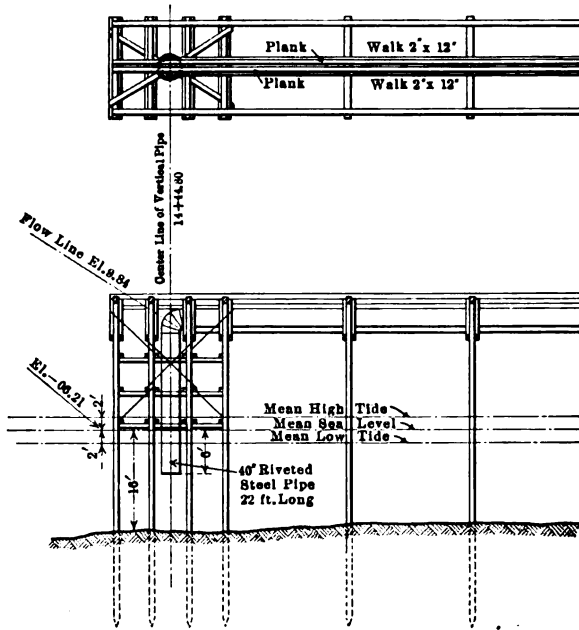 Plank
Walk 2"x 12"
Plank
Walk 2"x 12"
Center Line of Vertical Pipe
14+44.80
Flow Line El.8.84
El.-06.21
2'
2'
16'
6'
Mean High Tide
Mean Sea Level
Mean Low Tide
40" Riveted
Steel Pipe
22 ft. Long